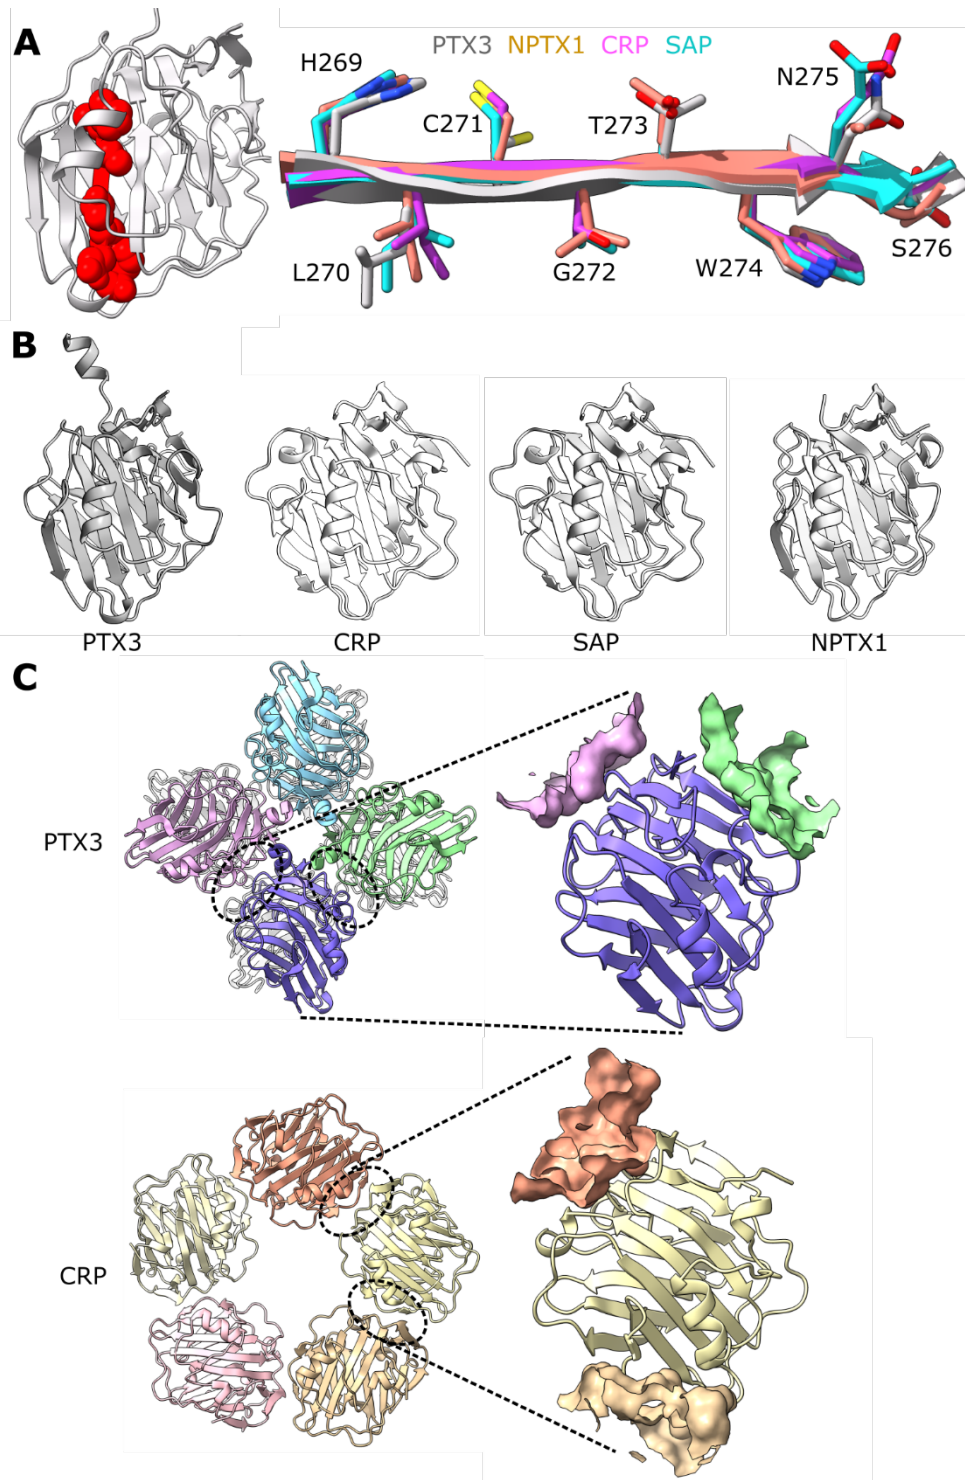 A
PTX3 NPTX1 CRP SAP
H269
C271
T273
N275
L270
G272
W274
S276
B
PTX3
CRP
SAP
NPTX1
C
PTX3
CRP